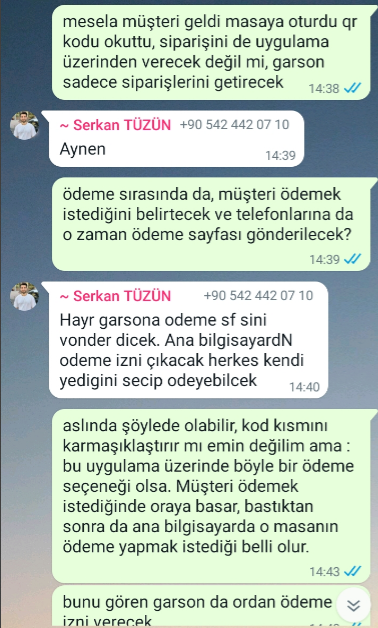 mesela müşteri geldi masaya oturdu qr
kodu okuttu, siparişini de uygulama
üzerinden verecek değil mi, garson
sadece siparişlerini getirecek
14:38
~ Serkan TÜZÜN +90 542 442 07 10
Aynen
14:39
ödeme sırasında da, müşteri ödemek
istediğini belirtecek ve telefonlarına da
o zaman ödeme sayfası gönderilecek?
14:39
~ Serkan TÜZÜN +90 542 442 07 10
Hayr garsona odeme sf sini
vonder dicek. Ana bilgisayardN
odeme izni çıkacak herkes kendi
yedigini secip odeyebilcek
14:40
aslında şöylede olabilir, kod kısmını
karmaşıklaştırır mı emin değilim ama :
bu uygulama üzerinde böyle bir ödeme
seçeneği olsa. Müşteri ödemek
istediğinde oraya basar, bastıktan
sonra da ana bilgisayarda o masanın
ödeme yapmak istediği belli olur.
14:43
bunu gören garson da ordan ödeme
izni verecek